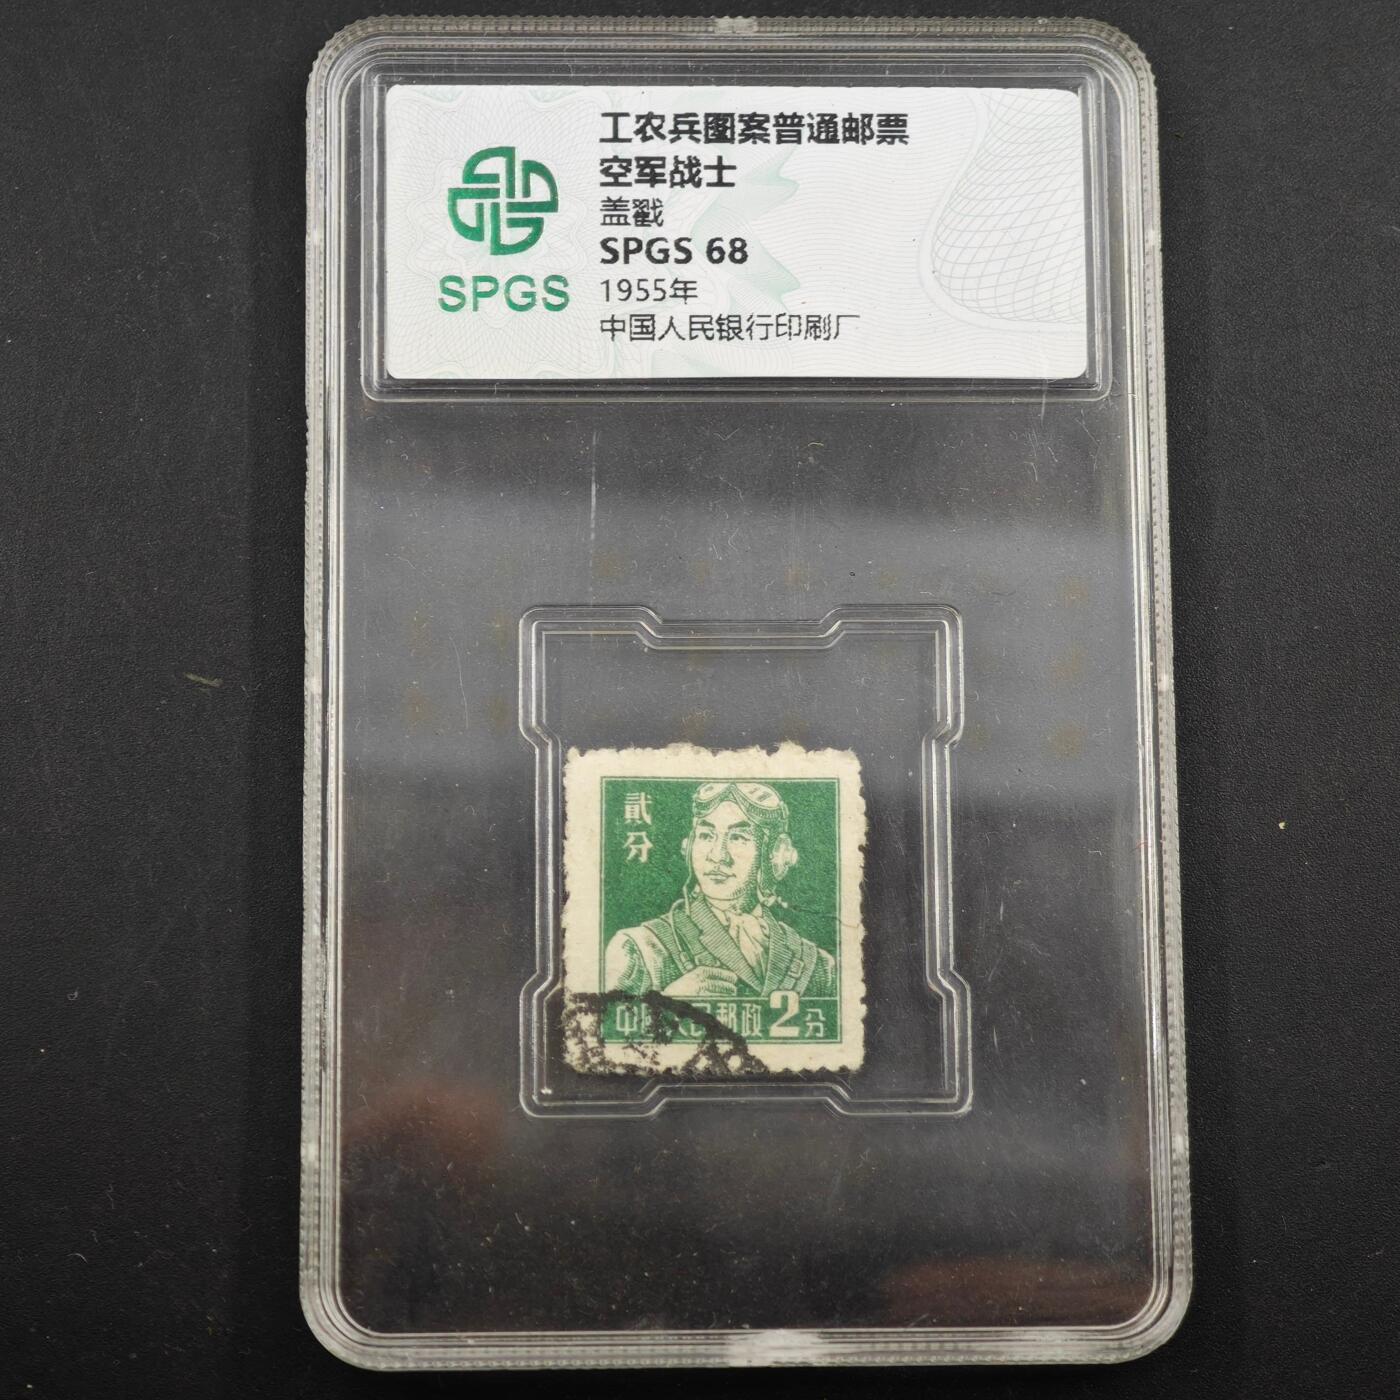 工农兵图案普通邮票
空军战士
盖戳
SPGS 68
1955年
中国人民银行印刷厂
SPGS
贰分
中国人民邮政 2分